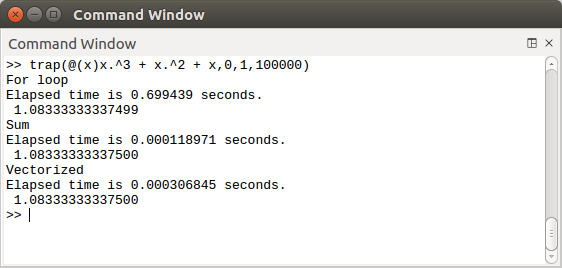 Command Window
Command Window
>> trap(@(x)x.^3 + x.^2 + x,0,1,100000)
For loop
Elapsed time is 0.699439 seconds.
1.08333333337499
Sum
Elapsed time is 0.000118971 seconds.
1.08333333337500
Vectorized
Elapsed time is 0.000306845 seconds.
1.08333333337500
>>